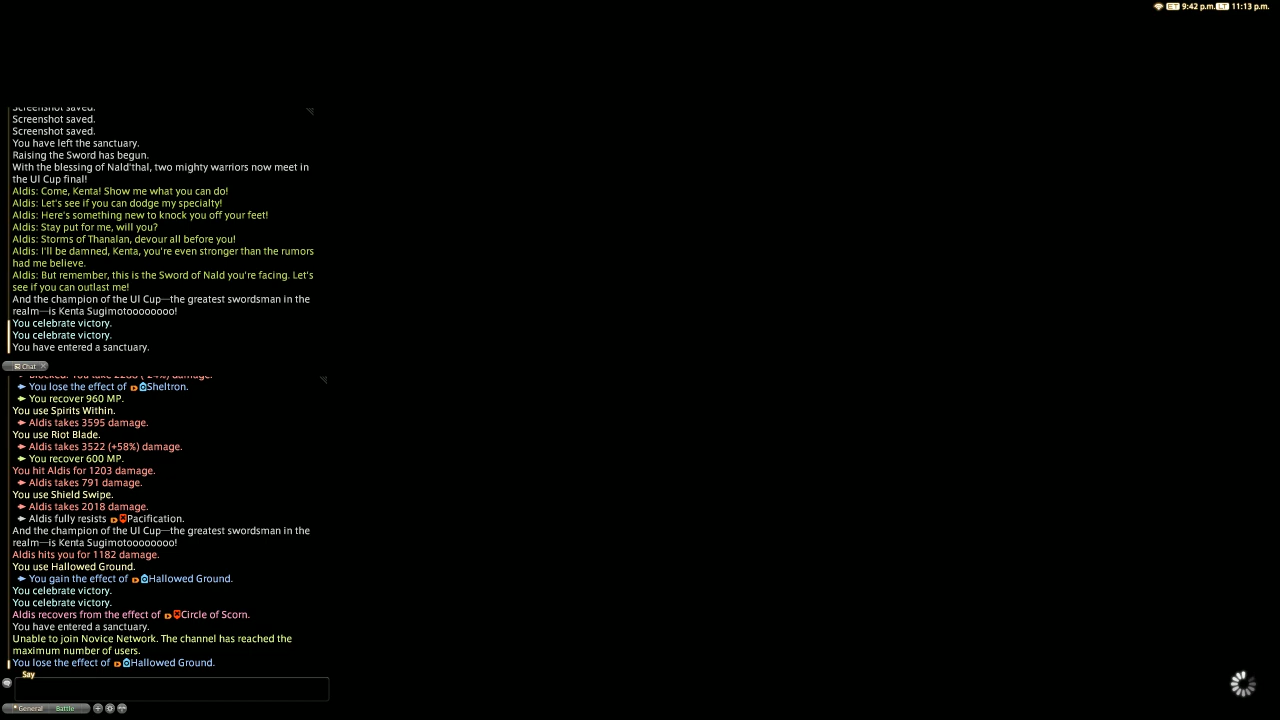 ET 9:42 p.m. LT 11:13 p.m.
Screenshot saved.
Screenshot saved.
Screenshot saved.
You have left the sanctuary.
Raising the Sword has begun.
With the blessing of Nald'thal, two mighty warriors now meet in
the Ul Cup final!
Aldis: Come, Kenta! Show me what you can do!
Aldis: Let's see if you can dodge my specialty!
Aldis: Here's something new to knock you off your feet!
Aldis: Stay put for me, will you?
Aldis: Storms of Thanalan, devour all before you!
Aldis: I'll be damned, Kenta, you're even stronger than the rumors
had me believe.
Aldis: But remember, this is the Sword of Nald you're facing. Let's
see if you can outlast me!
And the champion of the Ul Cup—the greatest swordsman in the
realm—is Kenta Sugimotoooooooo!
You celebrate victory.
You celebrate victory.
You have entered a sanctuary.
Chat
Blocked! You take 2288 (-24%) damage.
You lose the effect of Sheltron.
You recover 960 MP.
You use Spirits Within.
Aldis takes 3595 damage.
You use Riot Blade.
Aldis takes 3522 (+58%) damage.
You recover 600 MP.
You hit Aldis for 1203 damage.
Aldis takes 791 damage.
You use Shield Swipe.
Aldis takes 2018 damage.
Aldis fully resists Pacification.
And the champion of the Ul Cup—the greatest swordsman in the
realm—is Kenta Sugimotoooooooo!
Aldis hits you for 1182 damage.
You use Hallowed Ground.
You gain the effect of Hallowed Ground.
You celebrate victory.
You celebrate victory.
Aldis recovers from the effect of Circle of Scorn.
You have entered a sanctuary.
Unable to join Novice Network. The channel has reached the
maximum number of users.
You lose the effect of Hallowed Ground.
Say
General Battle